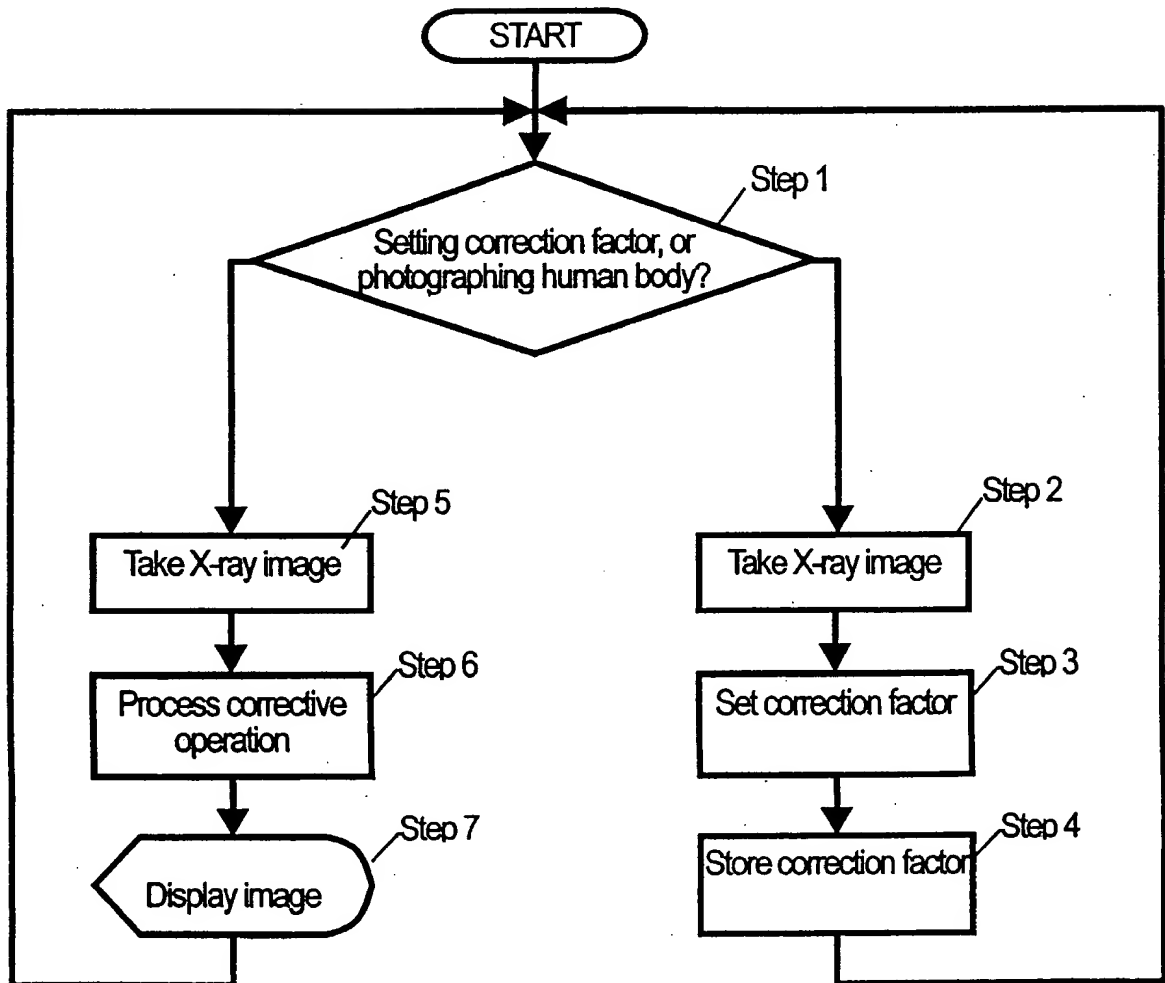 START
Step 1
Setting correction factor, or
photographing human body?
Step 5
Take X-ray image
Step 6
Process corrective
operation
Step 7
Display image
Step 2
Take X-ray image
Step 3
Set correction factor
Step 4
Store correction factor